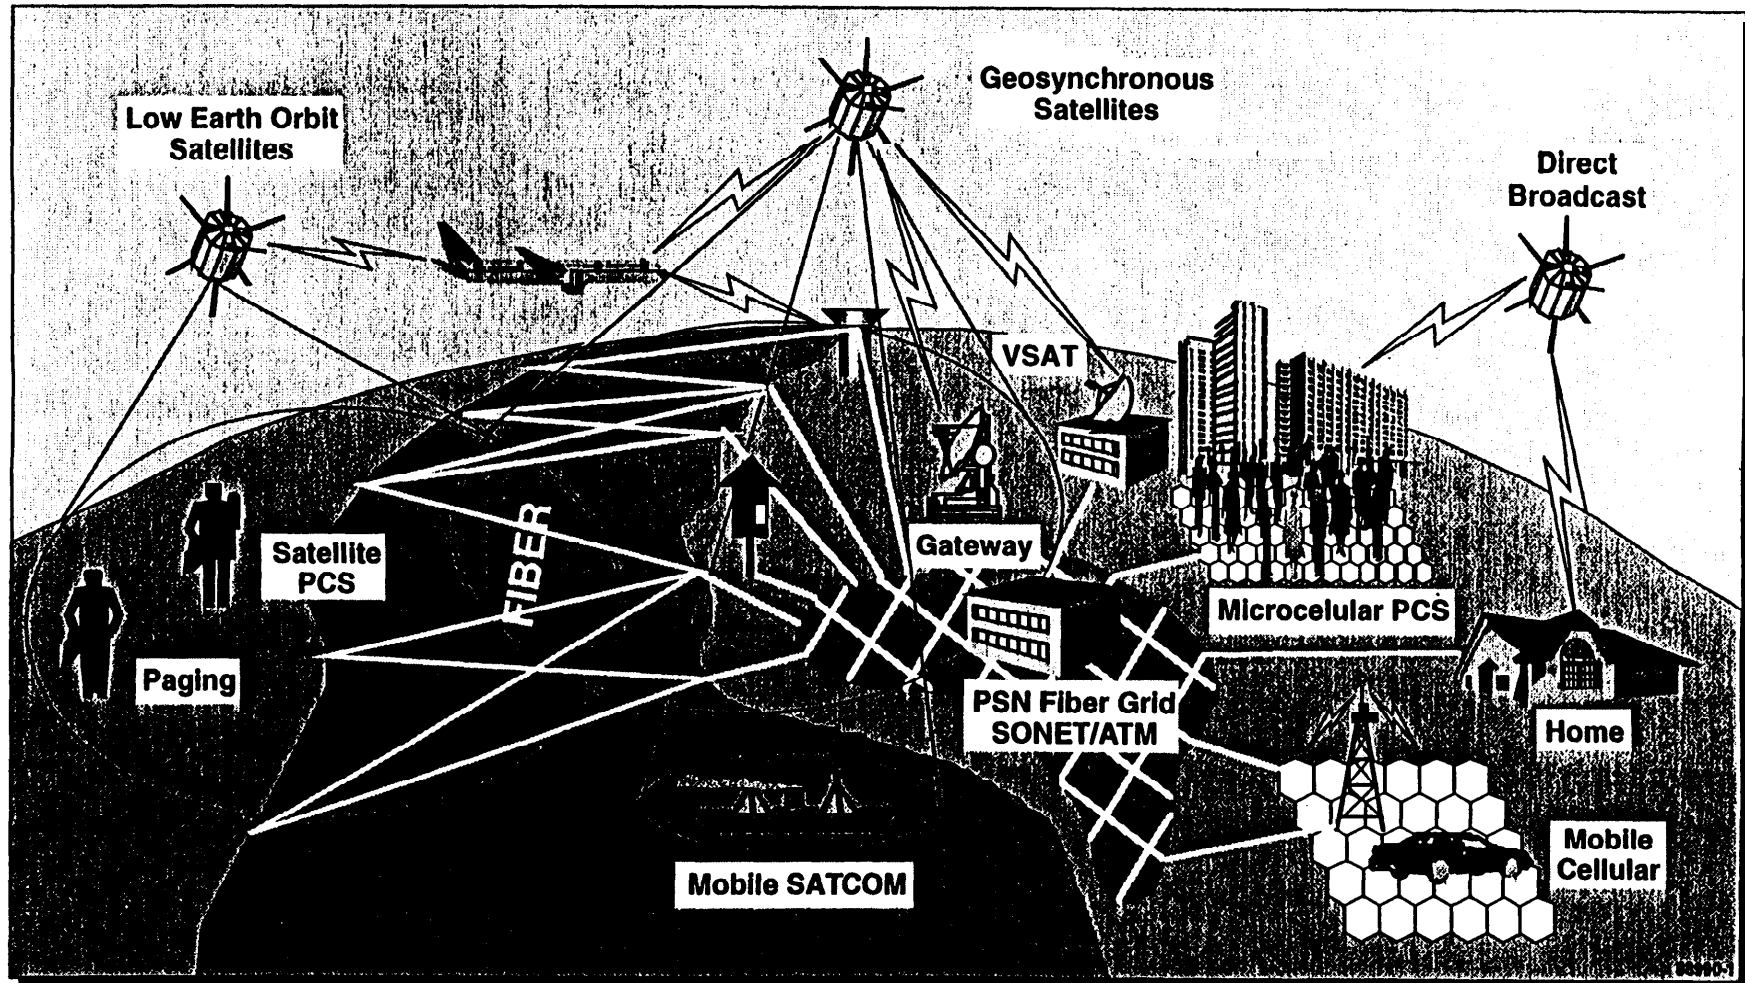 Geosynchronous
Satellites
Low Earth Orbit
Satellites
Direct
Broadcast
VSAT
FIBER
Gateway
Satellite
PCS
Microcelular PCS
Paging
PSN Fiber Grid
SONET/ATM
Home
Mobile
Cellular
Mobile SATCOM